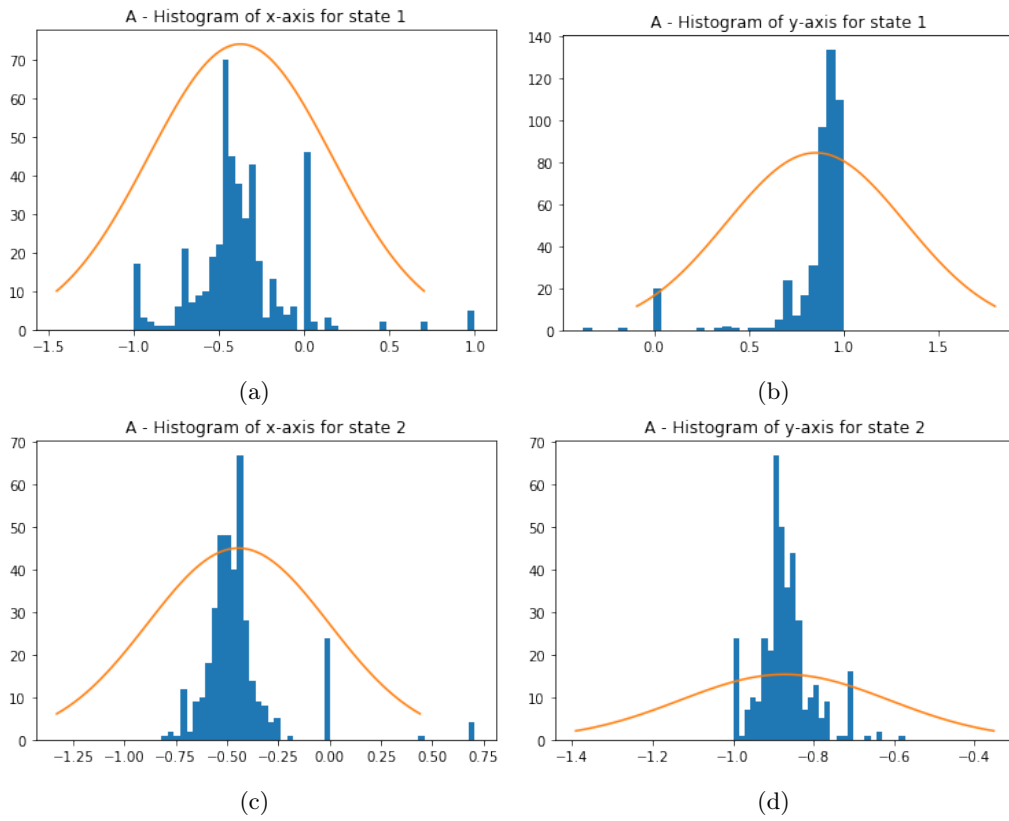 A - Histogram of x-axis for state 1
70
60
50
40
30
20
10
0
−1.5 −1.0 −0.5 0.0 0.5 1.0
(a)
A - Histogram of y-axis for state 1
140
120
100
80
60
40
20
0
0.0 0.5 1.0 1.5
(b)
A - Histogram of x-axis for state 2
70
60
50
40
30
20
10
0
−1.25 −1.00 −0.75 −0.50 −0.25 0.00 0.25 0.50 0.75
(c)
A - Histogram of y-axis for state 2
70
60
50
40
30
20
10
0
−1.4 −1.2 −1.0 −0.8 −0.6 −0.4
(d)